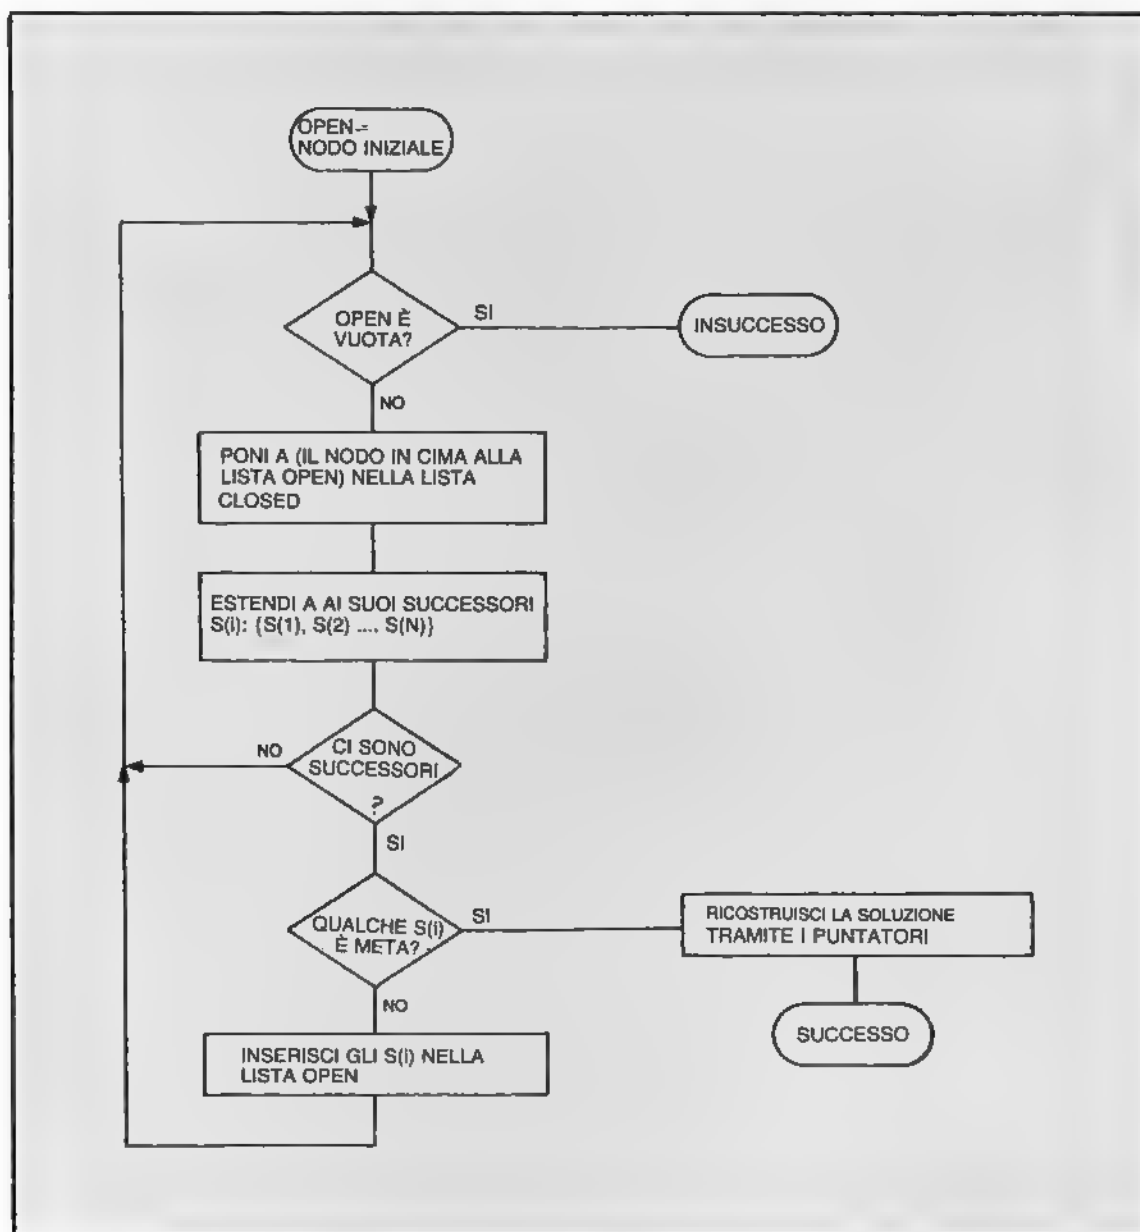 OPEN=
NODO INIZIALE
OPEN È
VUOTA?
SI
INSUCCESSO
NO
PONI A (IL NODO IN CIMA ALLA
LISTA OPEN) NELLA LISTA
CLOSED
ESTENDI A AI SUOI SUCCESSORI
S(i): {S(1), S(2) ..., S(N)}
NO
CI SONO
SUCCESSORI
?
SI
QUALCHE S(i)
È META?
SI
RICOSTRUISCI LA SOLUZIONE
TRAMITE I PUNTATORI
NO
SUCCESSO
INSERISCI GLI S(i) NELLA
LISTA OPEN